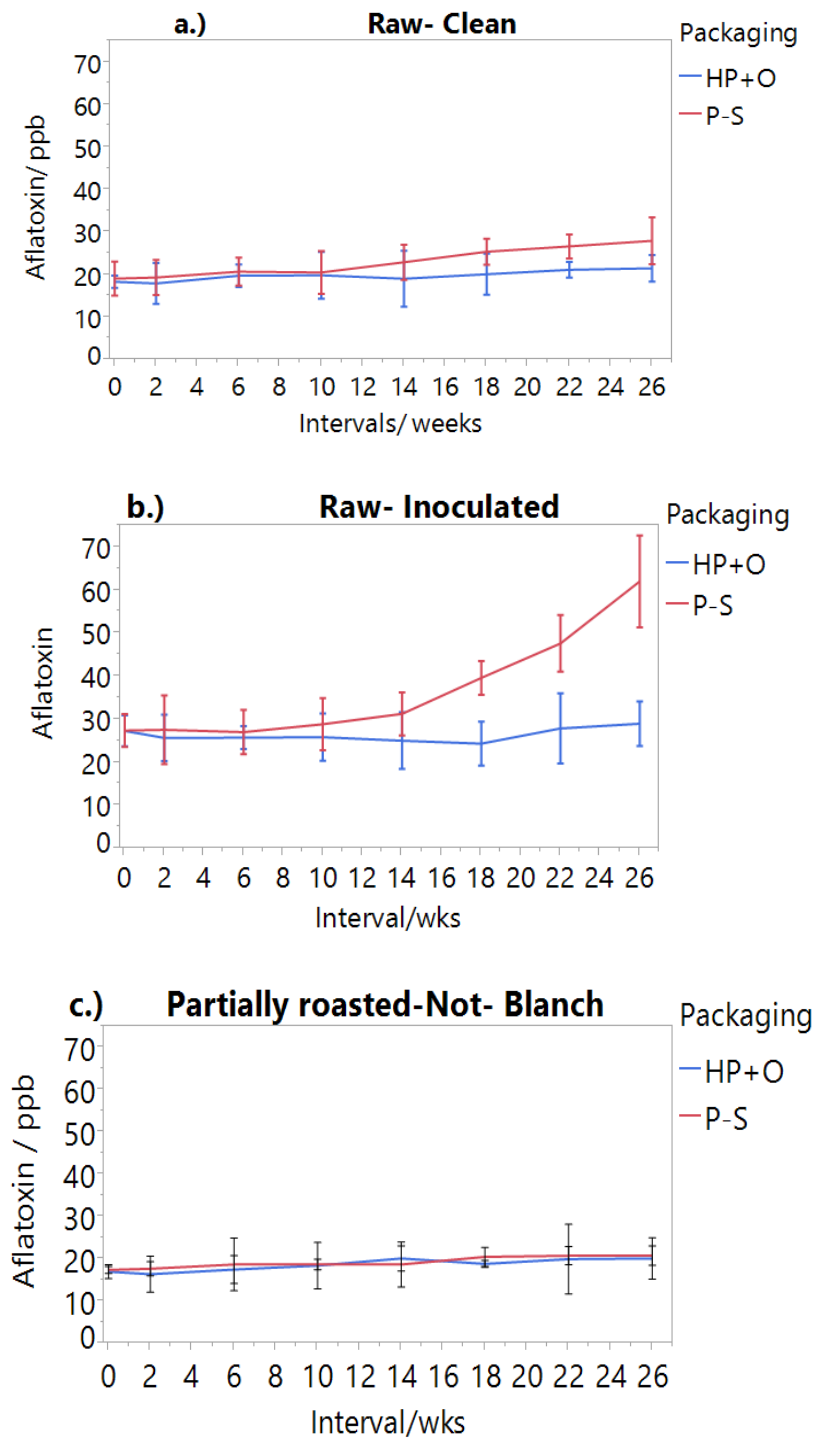 a.) Raw- Clean
Packaging
HP+O
P-S
Aflatoxin/ ppb
70
60
50
40
30
20
10
0
0 2 4 6 8 10 12 14 16 18 20 22 24 26
Intervals/ weeks
b.) Raw- Inoculated
Packaging
HP+O
P-S
Aflatoxin
70
60
50
40
30
20
10
0
0 2 4 6 8 10 12 14 16 18 20 22 24 26
Interval/wks
c.) Partially roasted-Not- Blanch
Packaging
HP+O
P-S
Aflatoxin / ppb
70
60
50
40
30
20
10
0
0 2 4 6 8 10 12 14 16 18 20 22 24 26
Interval/wks